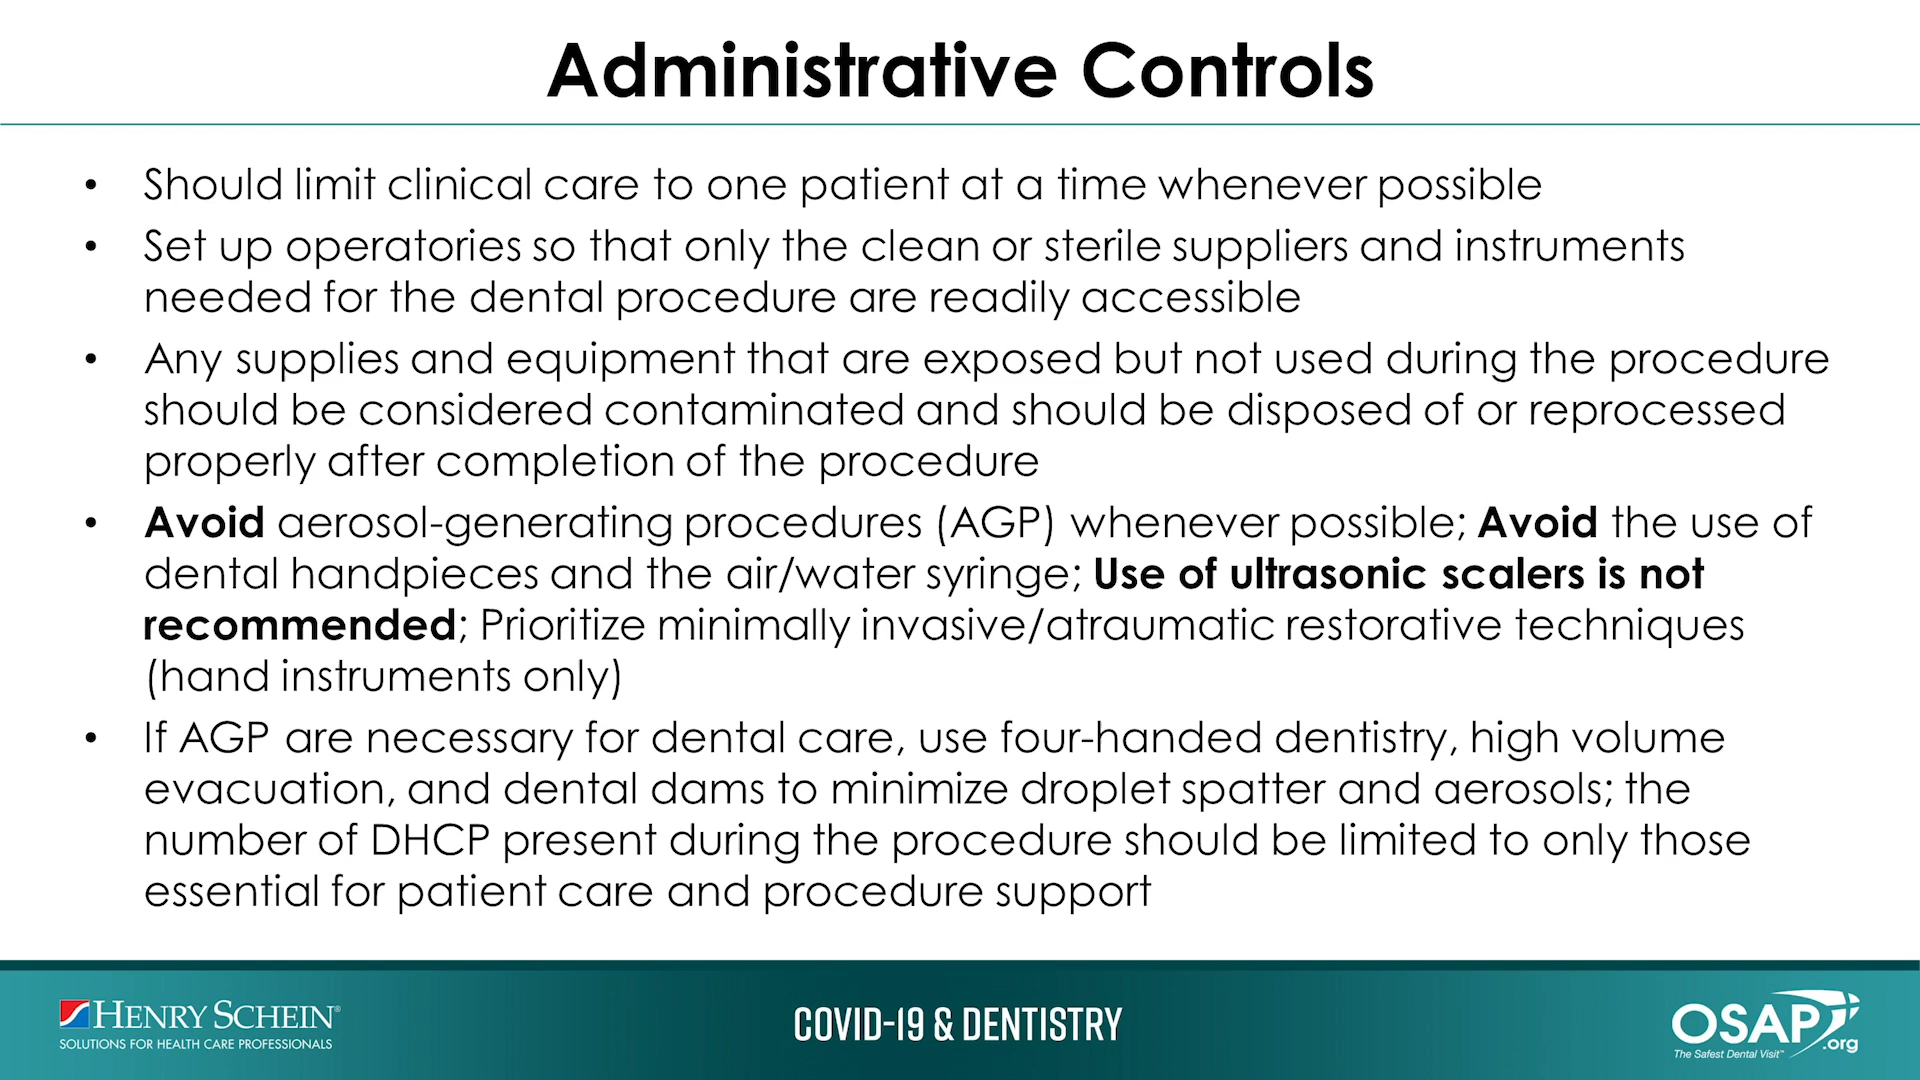 Administrative Controls
• Should limit clinical care to one patient at a time whenever possible
• Set up operatories so that only the clean or sterile suppliers and instruments
needed for the dental procedure are readily accessible
• Any supplies and equipment that are exposed but not used during the procedure
should be considered contaminated and should be disposed of or reprocessed
properly after completion of the procedure
• Avoid aerosol-generating procedures (AGP) whenever possible; Avoid the use of
dental handpieces and the air/water syringe; Use of ultrasonic scalers is not
recommended; Prioritize minimally invasive/atraumatic restorative techniques
(hand instruments only)
• If AGP are necessary for dental care, use four-handed dentistry, high volume
evacuation, and dental dams to minimize droplet spatter and aerosols; the
number of DHCP present during the procedure should be limited to only those
essential for patient care and procedure support
HENRY SCHEIN®
SOLUTIONS FOR HEALTH CARE PROFESSIONALS
COVID-19 & DENTISTRY
OSAP
.org
The Safest Dental Visit™